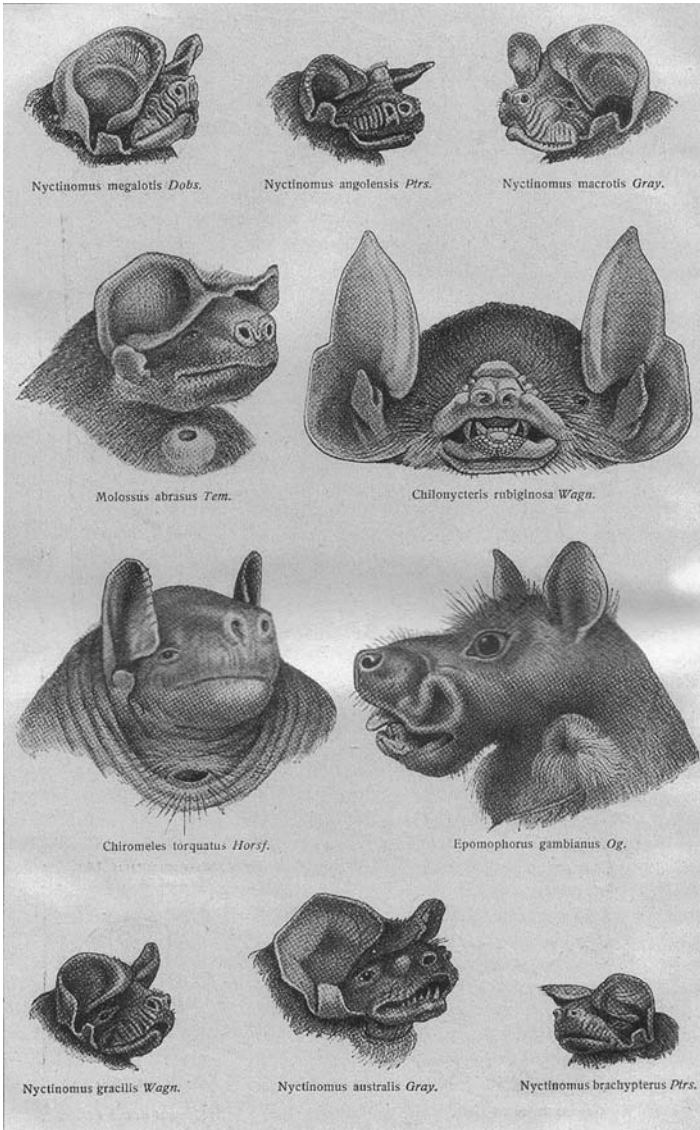 Nyctinomus megalotis Dobs.
Nyctinomus angolensis Ptrs.
Nyctinomus macrotis Gray.
Molossus abrasus Tem.
Chilonycteris rubiginosa Wagn.
Chiromeles torquatus Horsf.
Epomophorus gambianus Og.
Nyctinomus gracilis Wagn.
Nyctinomus australis Gray.
Nyctinomus brachypterus Ptrs.